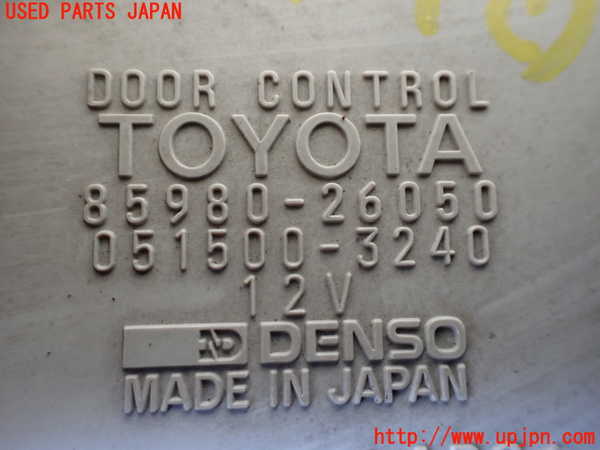 USED PARTS JAPAN
DOOR CONTROL
TOYOTA
85980-26050
051500-3240
12V
ND DENSO
MADE IN JAPAN
http://www.upjpn.com